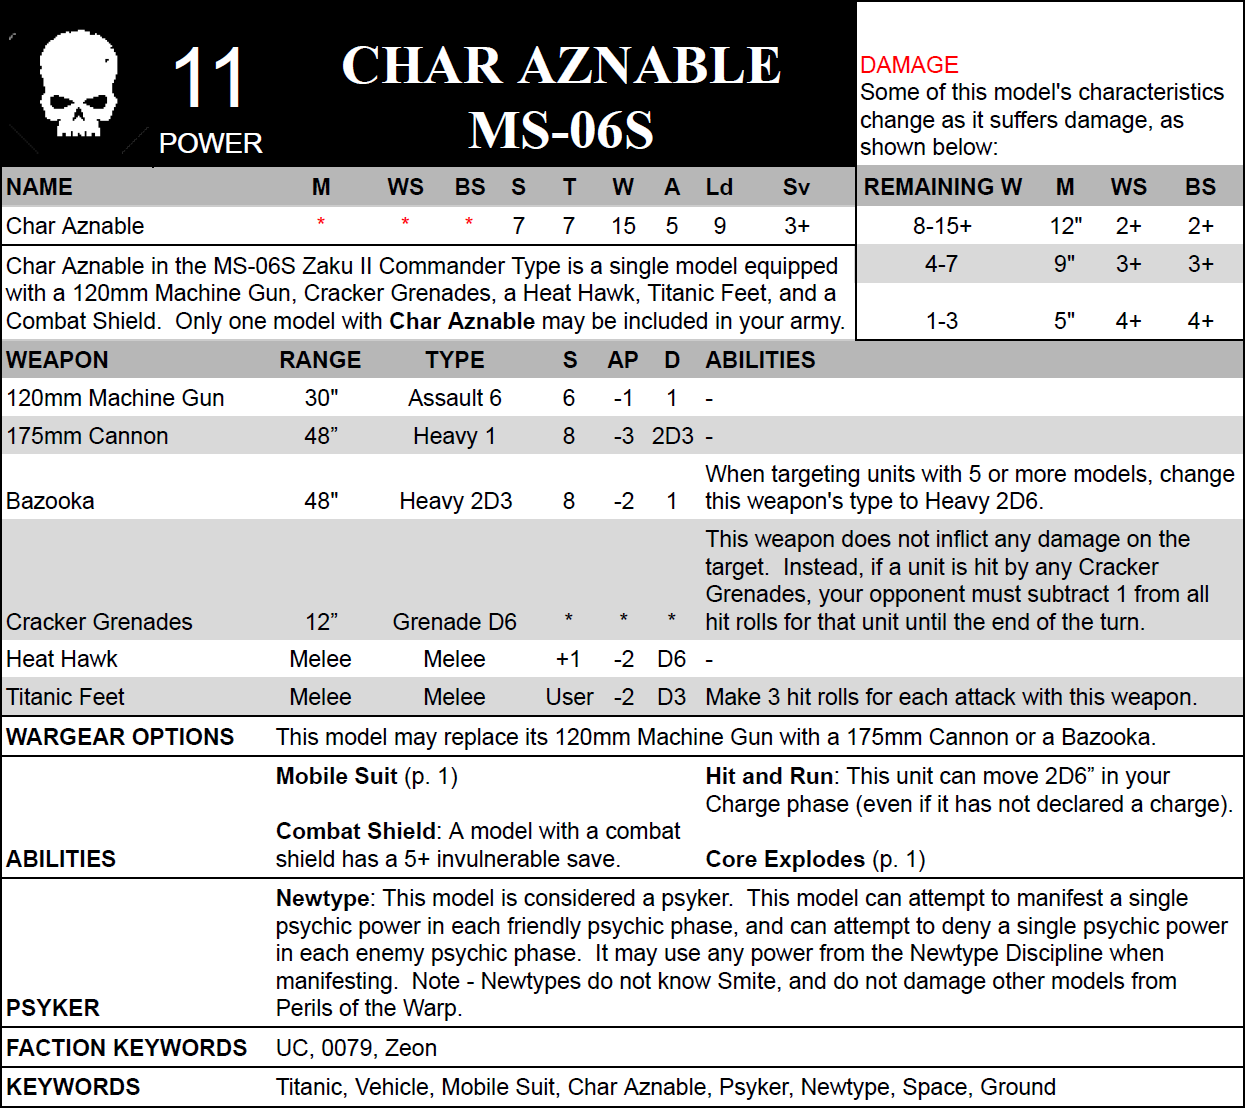 11
POWER
CHAR AZNABLE
MS-06S
DAMAGE
Some of this model's characteristics
change as it suffers damage, as
shown below:
NAME M WS BS S T W A Ld Sv
Char Aznable * * * 7 7 15 5 9 3+
REMAINING W M WS BS
8-15+ 12" 2+ 2+
4-7 9" 3+ 3+
1-3 5" 4+ 4+
Char Aznable in the MS-06S Zaku II Commander Type is a single model equipped
with a 120mm Machine Gun, Cracker Grenades, a Heat Hawk, Titanic Feet, and a
Combat Shield.  Only one model with Char Aznable may be included in your army.
WEAPON RANGE TYPE S AP D ABILITIES
120mm Machine Gun 30" Assault 6 6 -1 1 -
175mm Cannon 48” Heavy 1 8 -3 2D3 -
Bazooka 48" Heavy 2D3 8 -2 1 When targeting units with 5 or more models, change
this weapon's type to Heavy 2D6.
Cracker Grenades 12” Grenade D6 * * * This weapon does not inflict any damage on the
target.  Instead, if a unit is hit by any Cracker
Grenades, your opponent must subtract 1 from all
hit rolls for that unit until the end of the turn.
Heat Hawk Melee Melee +1 -2 D6 -
Titanic Feet Melee Melee User -2 D3 Make 3 hit rolls for each attack with this weapon.
WARGEAR OPTIONS This model may replace its 120mm Machine Gun with a 175mm Cannon or a Bazooka.
ABILITIES
Mobile Suit (p. 1)
Combat Shield: A model with a combat
shield has a 5+ invulnerable save.
Hit and Run: This unit can move 2D6” in your
Charge phase (even if it has not declared a charge).
Core Explodes (p. 1)
PSYKER
Newtype: This model is considered a psyker.  This model can attempt to manifest a single
psychic power in each friendly psychic phase, and can attempt to deny a single psychic power
in each enemy psychic phase.  It may use any power from the Newtype Discipline when
manifesting.  Note - Newtypes do not know Smite, and do not damage other models from
Perils of the Warp.
FACTION KEYWORDS UC, 0079, Zeon
KEYWORDS Titanic, Vehicle, Mobile Suit, Char Aznable, Psyker, Newtype, Space, Ground